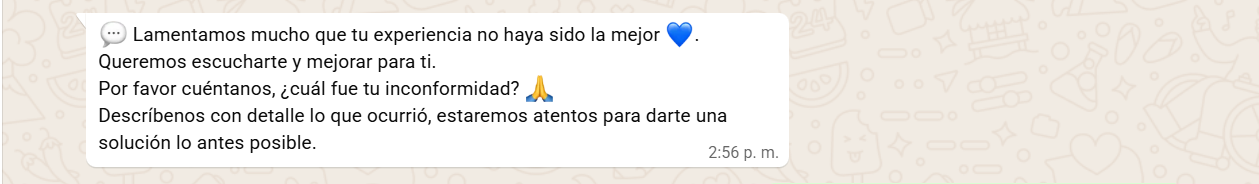 💬 Lamentamos mucho que tu experiencia no haya sido la mejor 💙.
Queremos escucharte y mejorar para ti.
Por favor cuéntanos, ¿cuál fue tu inconformidad? 🙏
Descríbenos con detalle lo que ocurrió, estaremos atentos para darte una
solución lo antes posible.
2:56 p. m.